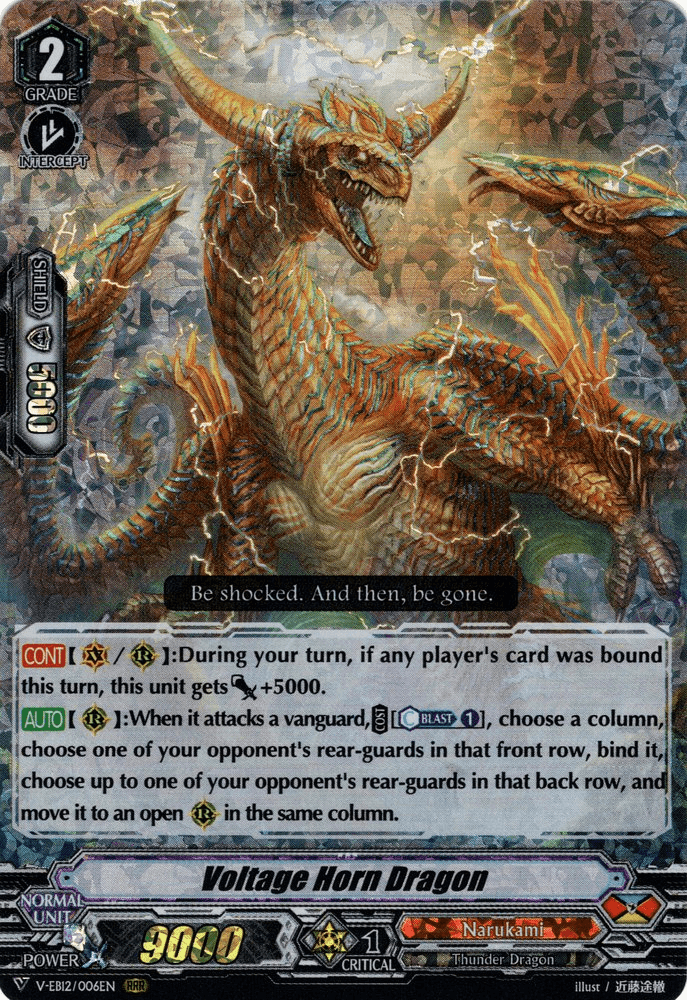 2
GRADE
INTERCEPT
SHIELD
5000
Be shocked. And then, be gone.
CONT【 V / R 】:During your turn, if any player's card was bound
this turn, this unit gets +5000.
AUTO【 R 】:When it attacks a vanguard, COST [C BLAST 1], choose a column,
choose one of your opponent's rear-guards in that front row, bind it,
choose up to one of your opponent's rear-guards in that back row, and
move it to an open R in the same column.
Voltage Horn Dragon
NORMAL
UNIT
POWER
9000
1
CRITICAL
Narukami
Thunder Dragon
V-EB12/006EN RRR
illust / 近藤途轍